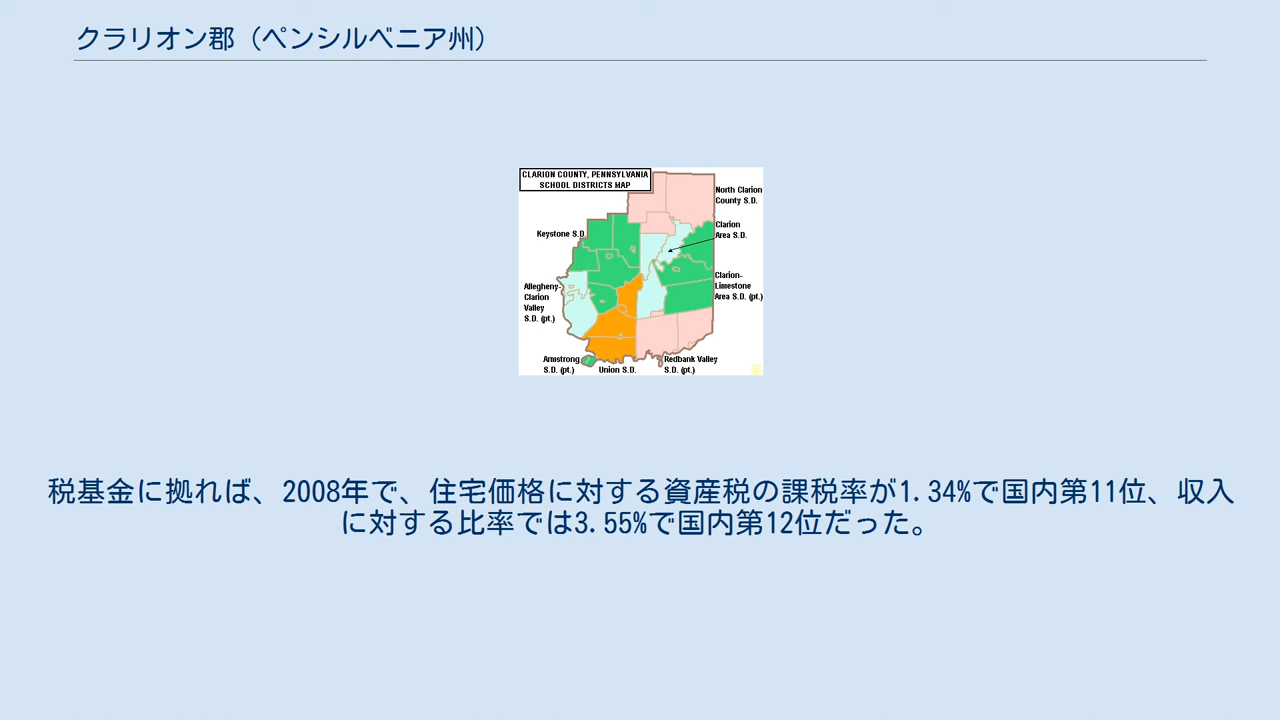 クラリオン郡（ペンシルベニア州）
CLARION COUNTY, PENNSYLVANIA
SCHOOL DISTRICTS MAP
North Clarion
County S.D.
Clarion
Area S.D.
Keystone S.D.
Clarion-
Limestone
Area S.D. (pt.)
Allegheny-
Clarion
Valley
S.D. (pt.)
Armstrong
S.D. (pt.)
Union S.D.
Redbank Valley
S.D. (pt.)
税基金に拠れば、2008年で、住宅価格に対する資産税の課税率が1.34%で国内第11位、収入
に対する比率では3.55%で国内第12位だった。